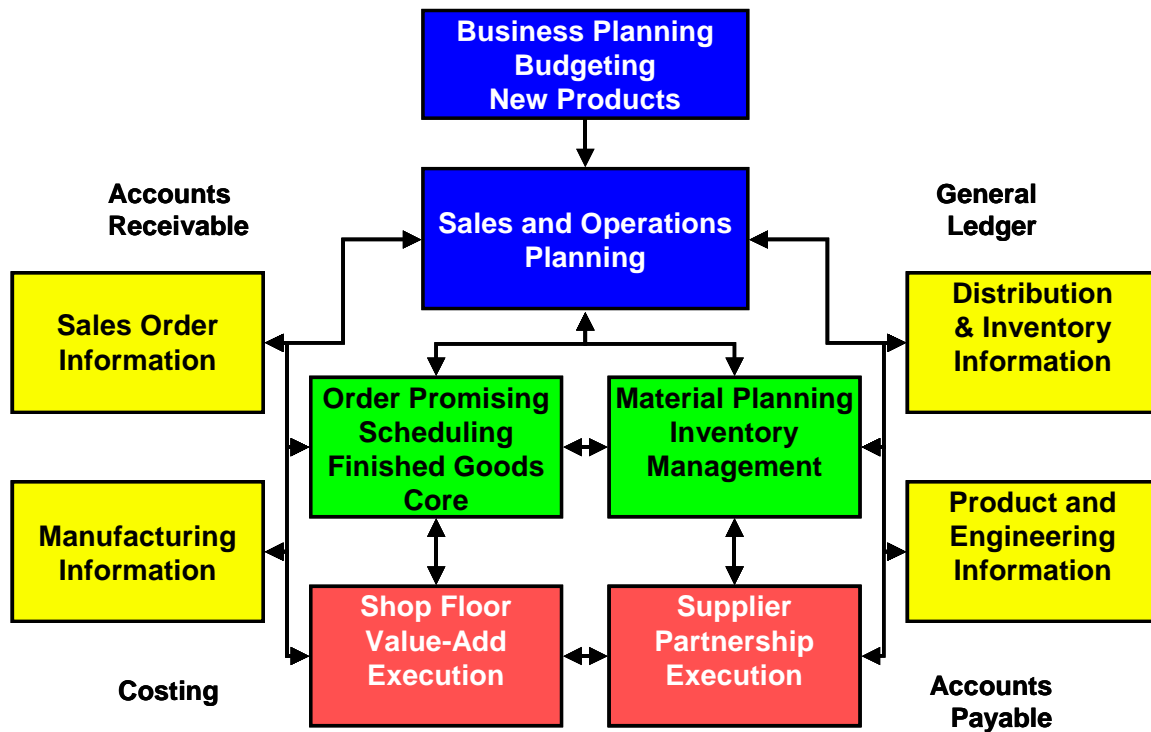 Business Planning
Budgeting
New Products
Accounts
Receivable
Sales and Operations
Planning
General
Ledger
Sales Order
Information
Distribution
& Inventory
Information
Order Promising
Scheduling
Finished Goods
Core
Material Planning
Inventory
Management
Manufacturing
Information
Product and
Engineering
Information
Shop Floor
Value-Add
Execution
Supplier
Partnership
Execution
Costing
Accounts
Payable